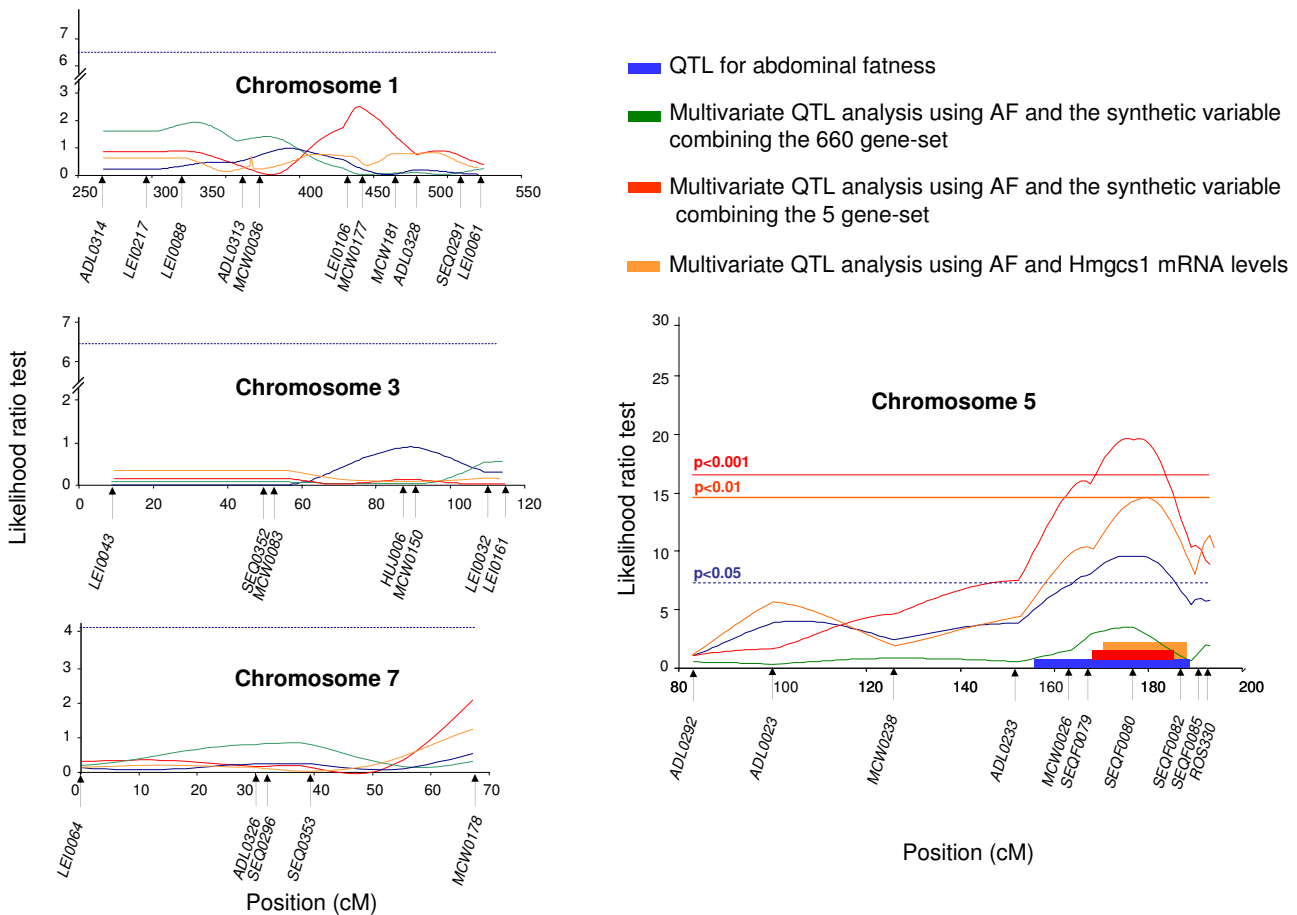 7
6
3
2
1
0
Chromosome 1
250 300 350 400 450 500 550
ADL0314
LEI0217
LEI0088
ADL0313
MCW0036
LEI0106
MCW0177
MCW181
ADL0328
SEQ0291
LEI0061
QTL for abdominal fatness
Multivariate QTL analysis using AF and the synthetic variable
combining the 660 gene-set
Multivariate QTL analysis using AF and the synthetic variable
combining the 5 gene-set
Multivariate QTL analysis using AF and Hmgcs1 mRNA levels
Likelihood ratio test
7
6
2
1
0
Chromosome 3
0 20 40 60 80 100 120
LEI0043
SEQ0352
MCW0083
HUJ006
MCW0150
LEI0032
LEI0161
4
3
2
1
0
Chromosome 7
0 10 20 30 40 50 60 70
LEI0064
ADL0326
SEQ0296
SEQ0353
MCW0178
Position (cM)
Likelihood ratio test
30
25
20
15
10
5
0
Chromosome 5
p<0.001
p<0.01
p<0.05
80 100 120 140 160 180 200
ADL0292
ADL0023
MCW0238
ADL0233
MCW0026
SEQF0079
SEQF0080
SEQF0082
SEQF0085
ROS330
Position (cM)